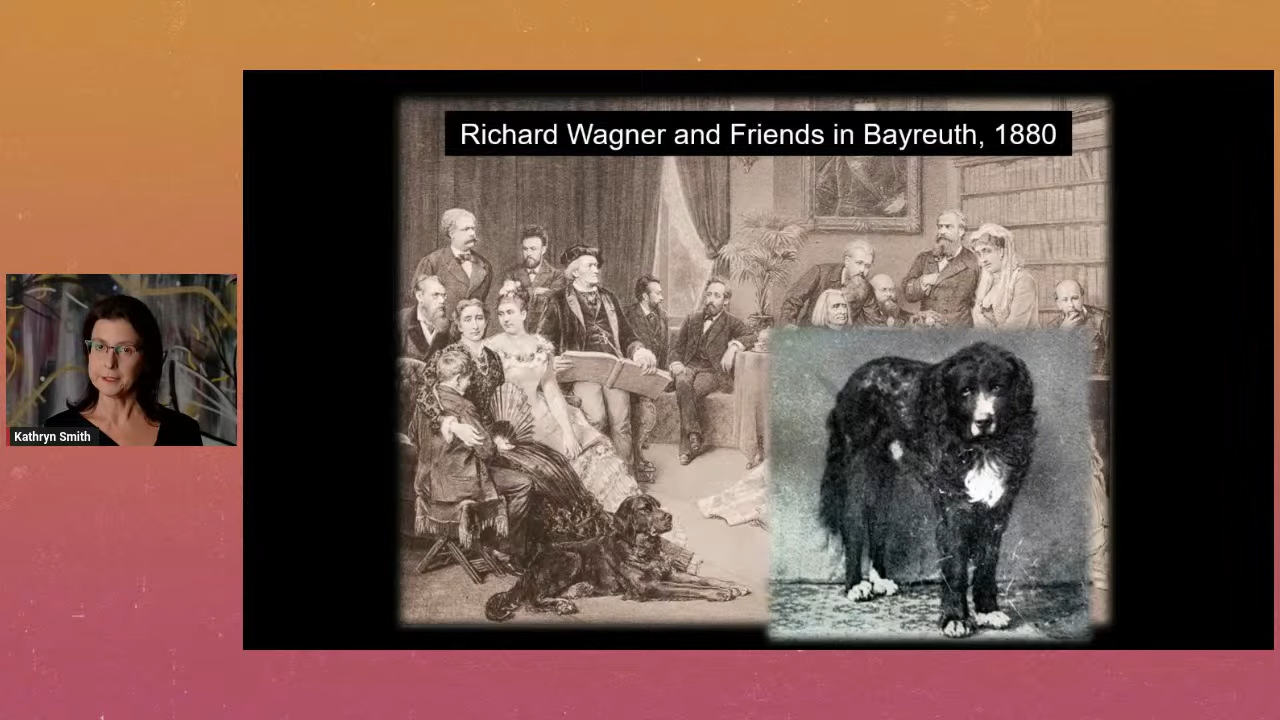 Richard Wagner and Friends in Bayreuth, 1880
Kathryn Smith